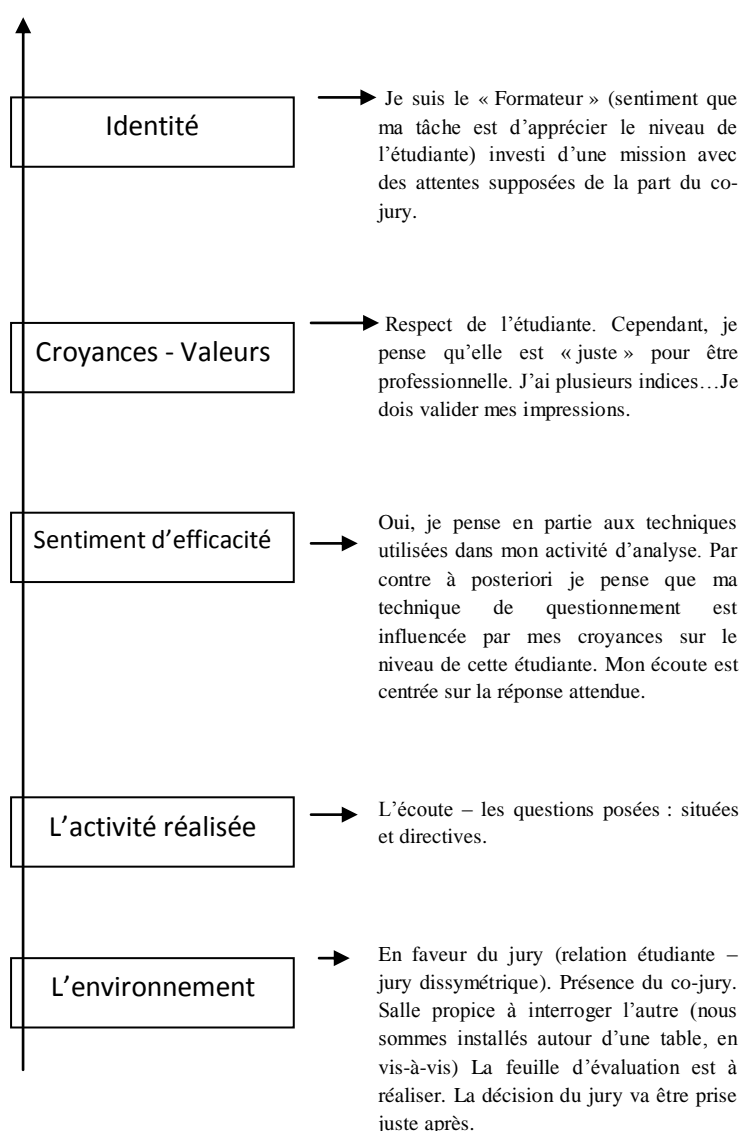 Identité
Je suis le « Formateur » (sentiment que
ma tâche est d’apprécier le niveau de
l’étudiante) investi d’une mission avec
des attentes supposées de la part du co-
jury.
Croyances - Valeurs
Respect de l’étudiante. Cependant, je
pense qu’elle est « juste » pour être
professionnelle. J’ai plusieurs indices…Je
dois valider mes impressions.
Sentiment d’efficacité
Oui, je pense en partie aux techniques
utilisées dans mon activité d’analyse. Par
contre à posteriori je pense que ma
technique de questionnement est
influencée par mes croyances sur le
niveau de cette étudiante. Mon écoute est
centrée sur la réponse attendue.
L’activité réalisée
L’écoute – les questions posées : situées
et directives.
L’environnement
En faveur du jury (relation étudiante –
jury dissymétrique). Présence du co-jury.
Salle propice à interroger l’autre (nous
sommes installés autour d’une table, en
vis-à-vis) La feuille d’évaluation est à
réaliser. La décision du jury va être prise
juste après.